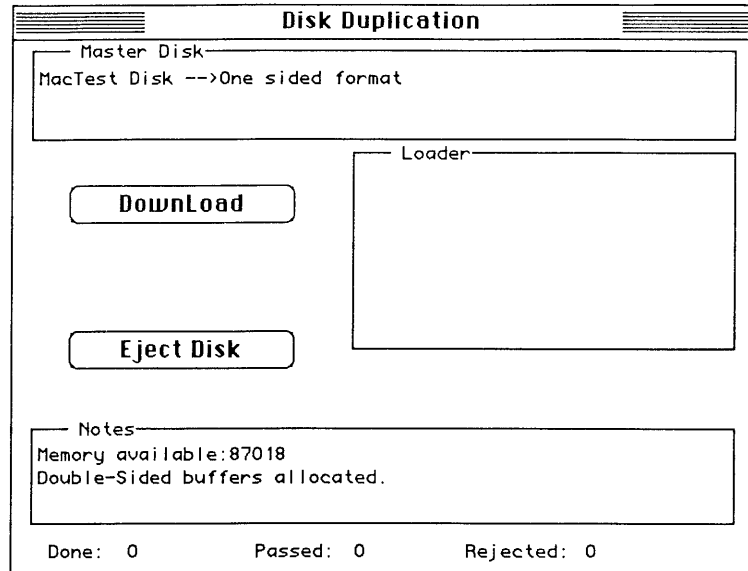 Disk Duplication
Master Disk
MacTest Disk -->One sided format
Loader
DownLoad
Eject Disk
Notes
Memory available:87018
Double-Sided buffers allocated.
Done: 0 Passed: 0 Rejected: 0